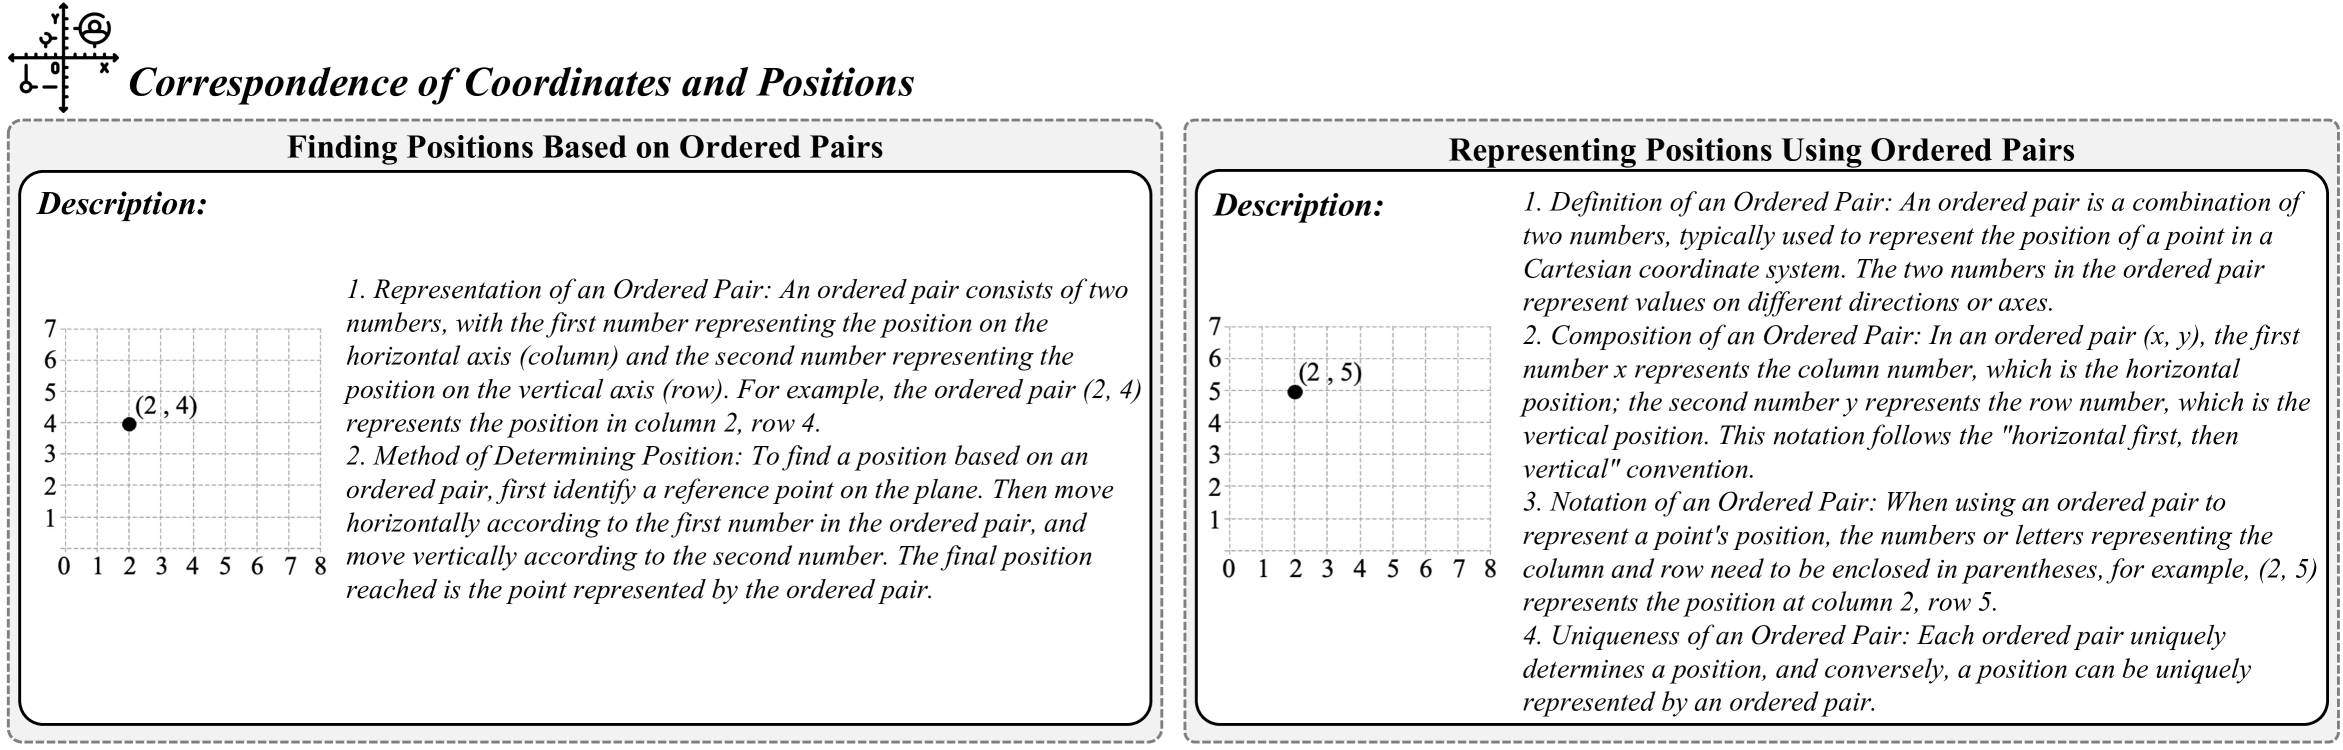 Y
0
X
Correspondence of Coordinates and Positions
Finding Positions Based on Ordered Pairs
Description:
7
6
5
4
3
2
1
(2 , 4)
0 1 2 3 4 5 6 7 8
1. Representation of an Ordered Pair: An ordered pair consists of two
numbers, with the first number representing the position on the
horizontal axis (column) and the second number representing the
position on the vertical axis (row). For example, the ordered pair (2, 4)
represents the position in column 2, row 4.
2. Method of Determining Position: To find a position based on an
ordered pair, first identify a reference point on the plane. Then move
horizontally according to the first number in the ordered pair, and
move vertically according to the second number. The final position
reached is the point represented by the ordered pair.
Representing Positions Using Ordered Pairs
Description:
7
6
5
4
3
2
1
(2 , 5)
0 1 2 3 4 5 6 7 8
1. Definition of an Ordered Pair: An ordered pair is a combination of
two numbers, typically used to represent the position of a point in a
Cartesian coordinate system. The two numbers in the ordered pair
represent values on different directions or axes.
2. Composition of an Ordered Pair: In an ordered pair (x, y), the first
number x represents the column number, which is the horizontal
position; the second number y represents the row number, which is the
vertical position. This notation follows the "horizontal first, then
vertical" convention.
3. Notation of an Ordered Pair: When using an ordered pair to
represent a point's position, the numbers or letters representing the
column and row need to be enclosed in parentheses, for example, (2, 5)
represents the position at column 2, row 5.
4. Uniqueness of an Ordered Pair: Each ordered pair uniquely
determines a position, and conversely, a position can be uniquely
represented by an ordered pair.